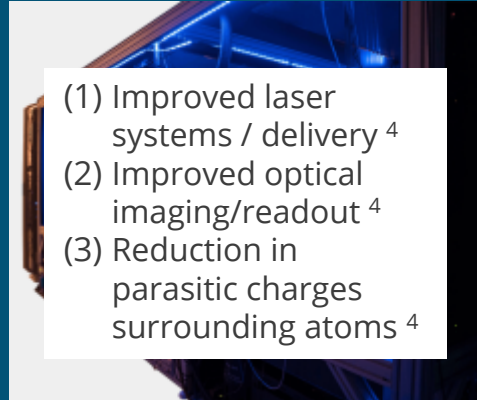 (1) Improved laser
systems / delivery ⁴
(2) Improved optical
imaging/readout ⁴
(3) Reduction in
parasitic charges
surrounding atoms ⁴